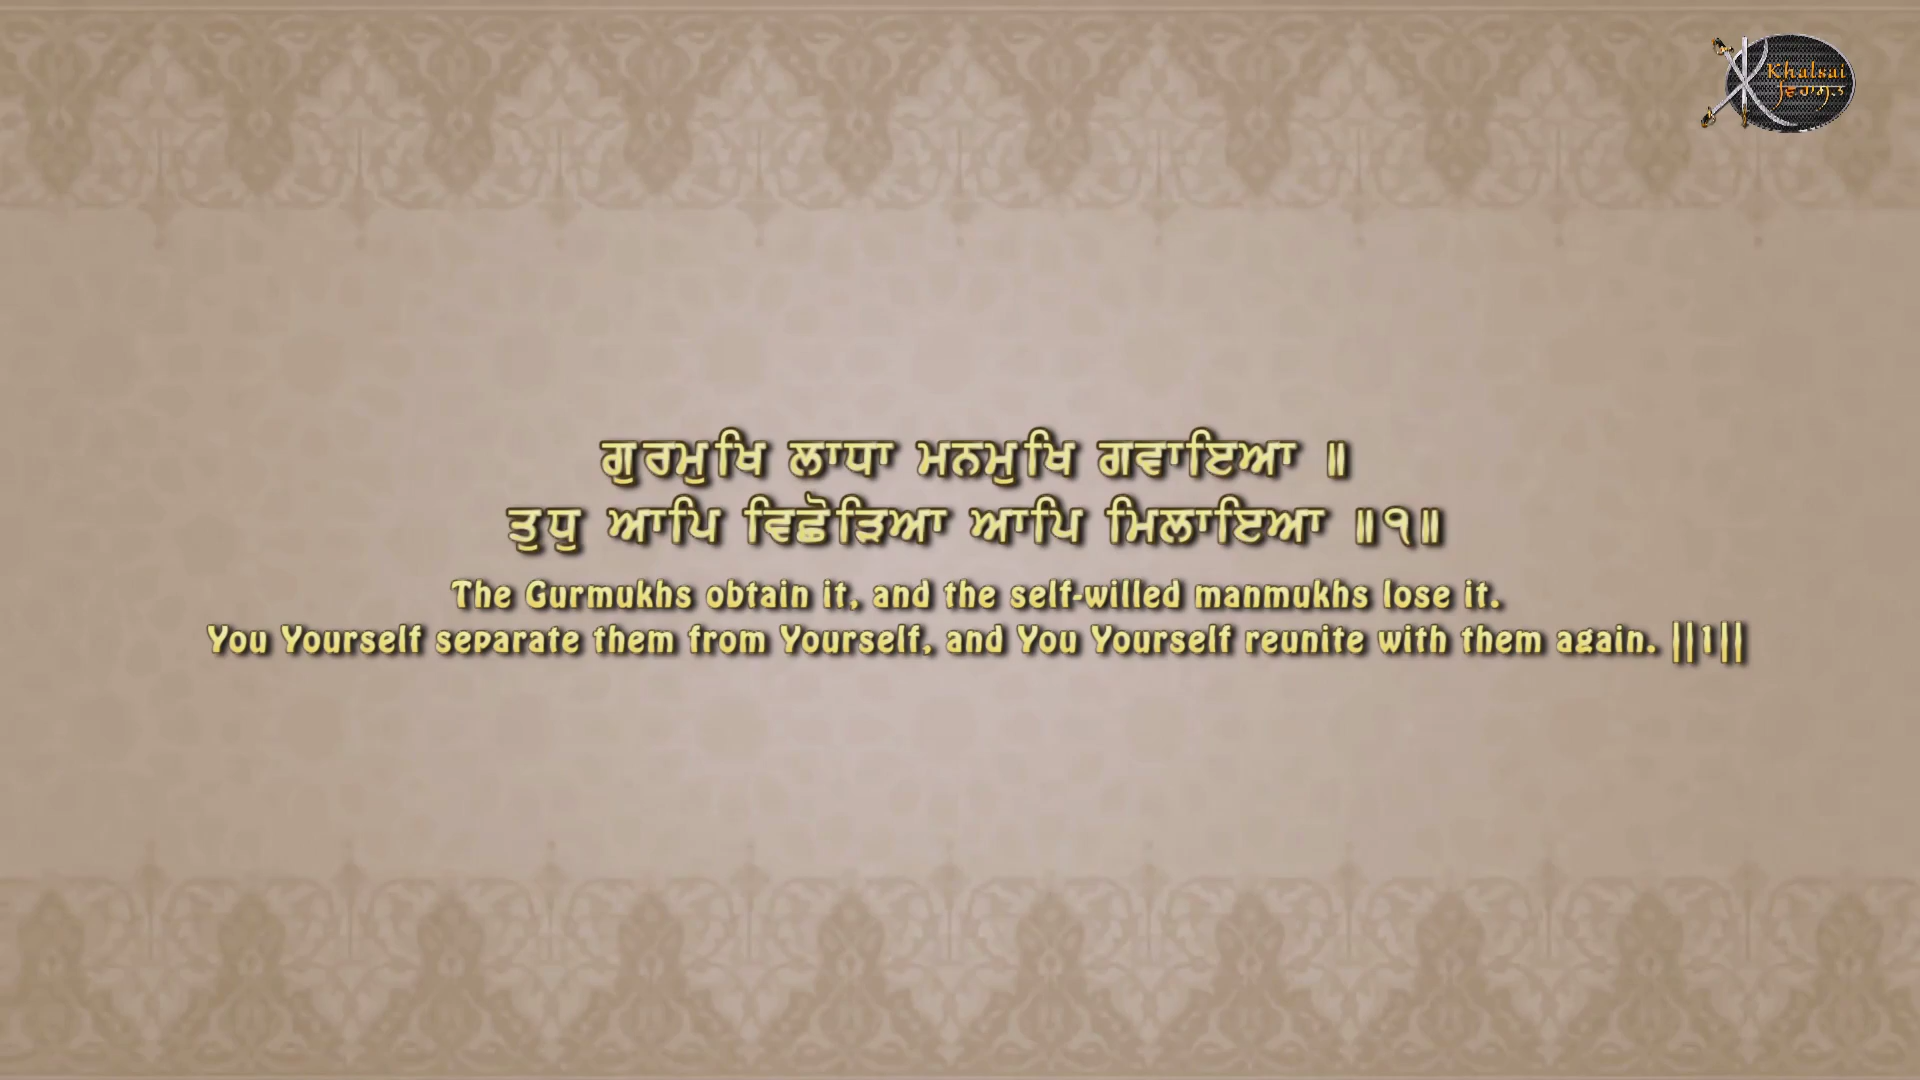 Khalsai
ਵਿਰਾਸਤ
ਗੁਰਮੁਖਿ ਲਾਧਾ ਮਨਮੁਖਿ ਗਵਾਇਆ ॥
ਤੁਧੁ ਆਪਿ ਵਿਛੋੜਿਆ ਆਪਿ ਮਿਲਾਇਆ ॥੧॥
The Gurmukhs obtain it, and the self-willed manmukhs lose it.
You Yourself separate them from Yourself, and You Yourself reunite with them again. ||1||